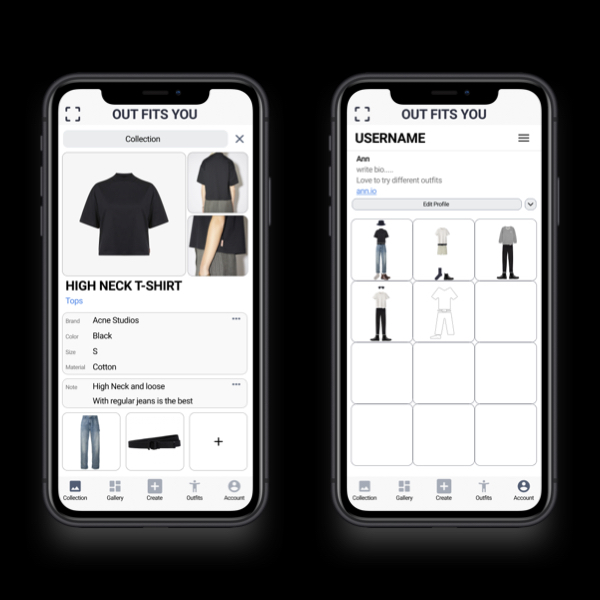 OUT FITS YOU
Collection
HIGH NECK T-SHIRT
Tops
Brand Acne Studios
Color Black
Size S
Material Cotton
Note High Neck and loose
With regular jeans is the best
+
Collection Gallery Create Outfits Account
OUT FITS YOU
USERNAME
Ann
write bio.....
Love to try different outfits
ann.io
Edit Profile
Collection Gallery Create Outfits Account